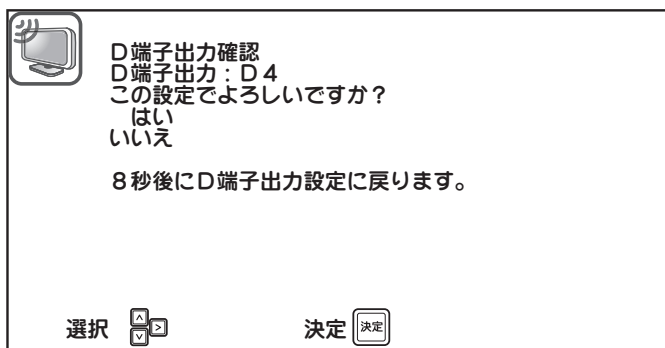 D端子出力確認
D端子出力：D４
この設定でよろしいですか？
はい
いいえ
８秒後にD端子出力設定に戻ります。
選択 決定 決定